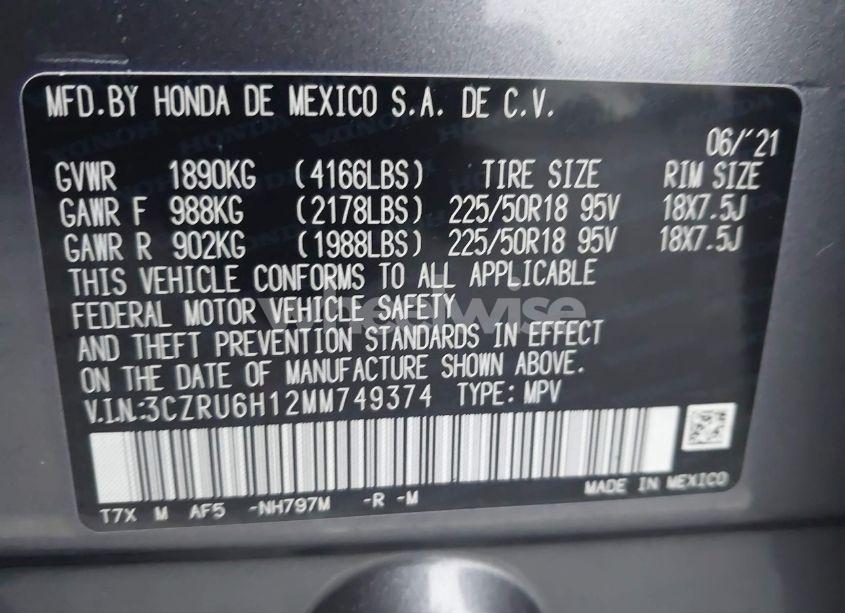 MFD.BY HONDA DE MEXICO S.A. DE C.V.
06/'21
GVWR 1890KG (4166LBS) TIRE SIZE RIM SIZE
GAWR F 988KG (2178LBS) 225/50R18 95V 18X7.5J
GAWR R 902KG (1988LBS) 225/50R18 95V 18X7.5J
THIS VEHICLE CONFORMS TO ALL APPLICABLE
FEDERAL MOTOR VEHICLE SAFETY
AND THEFT PREVENTION STANDARDS IN EFFECT
ON THE DATE OF MANUFACTURE SHOWN ABOVE.
V.I.N.:3CZRU6H12MM749374 TYPE: MPV
T7X M AF5 -NH797M -R -M MADE IN MEXICO
Wheelwise